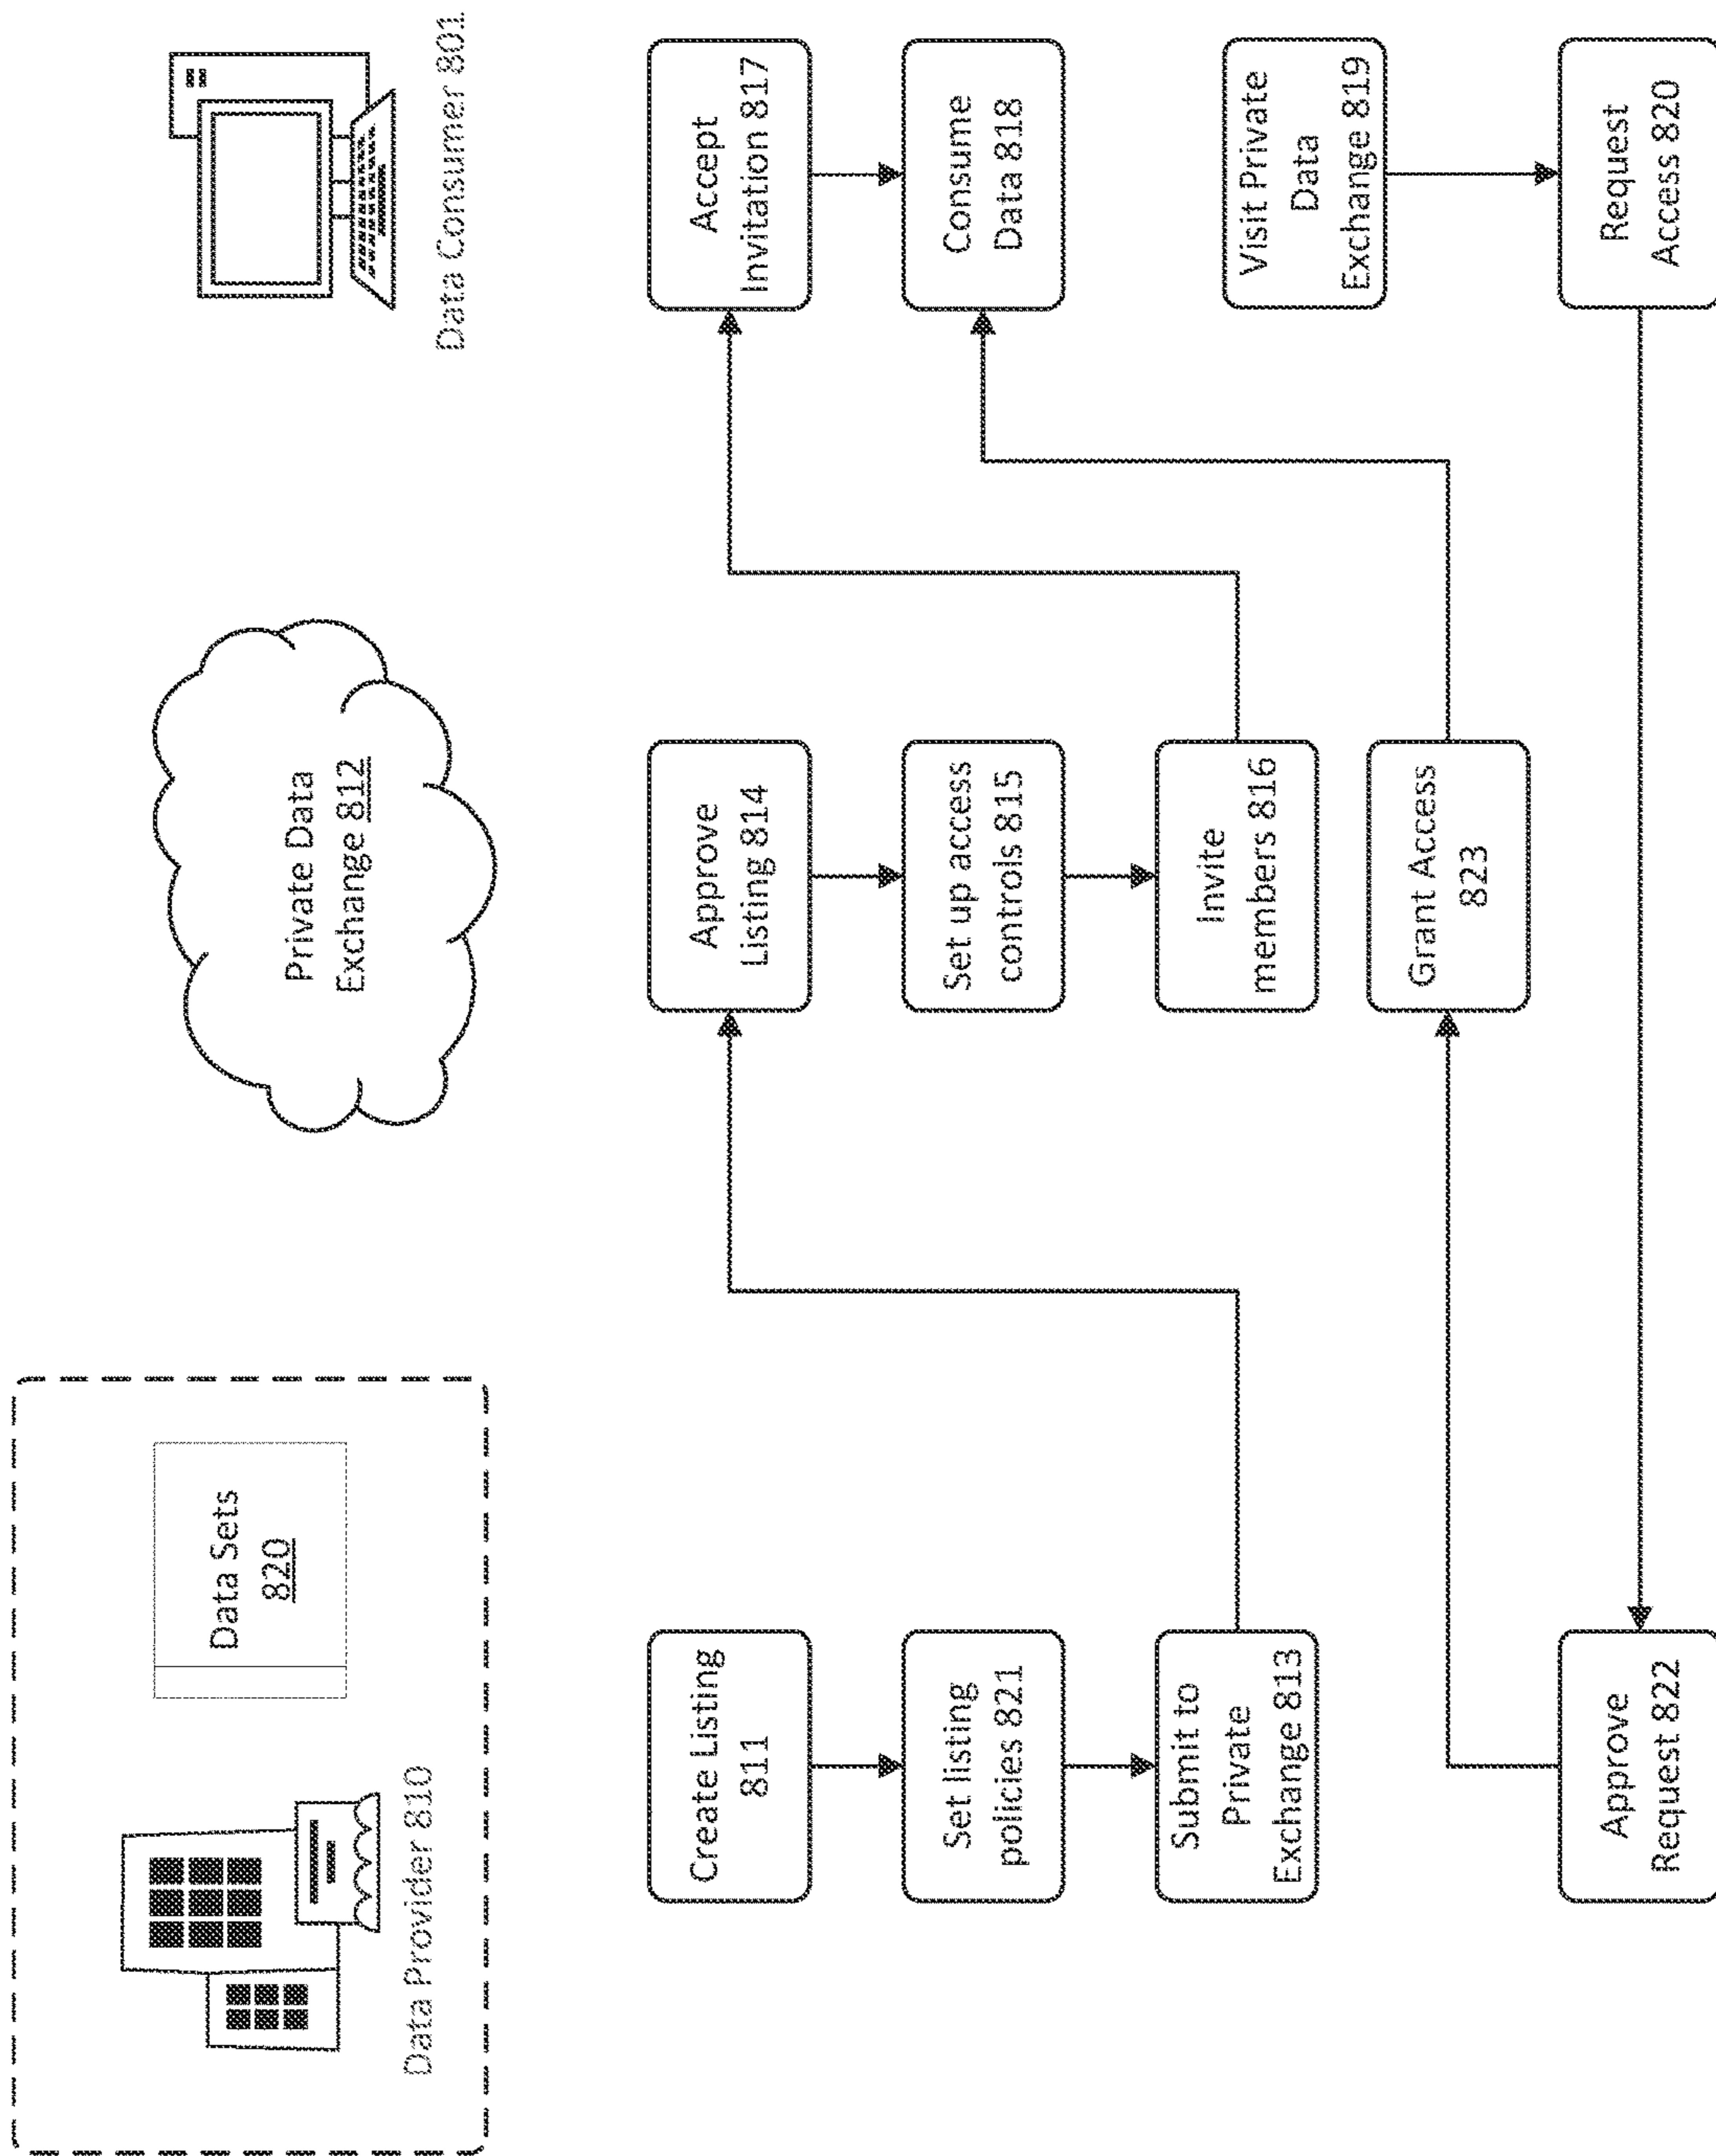 Data Provider 810
Data Sets
820
Private Data
Exchange 812
Data Consumer 801
Create Listing
811
Set listing
policies 821
Submit to
Private
Exchange 813
Approve
Request 822
Approve
Listing 814
Set up access
controls 815
Invite
members 816
Grant Access
823
Accept
Invitation 817
Consume
Data 818
Visit Private
Data
Exchange 819
Request
Access 820